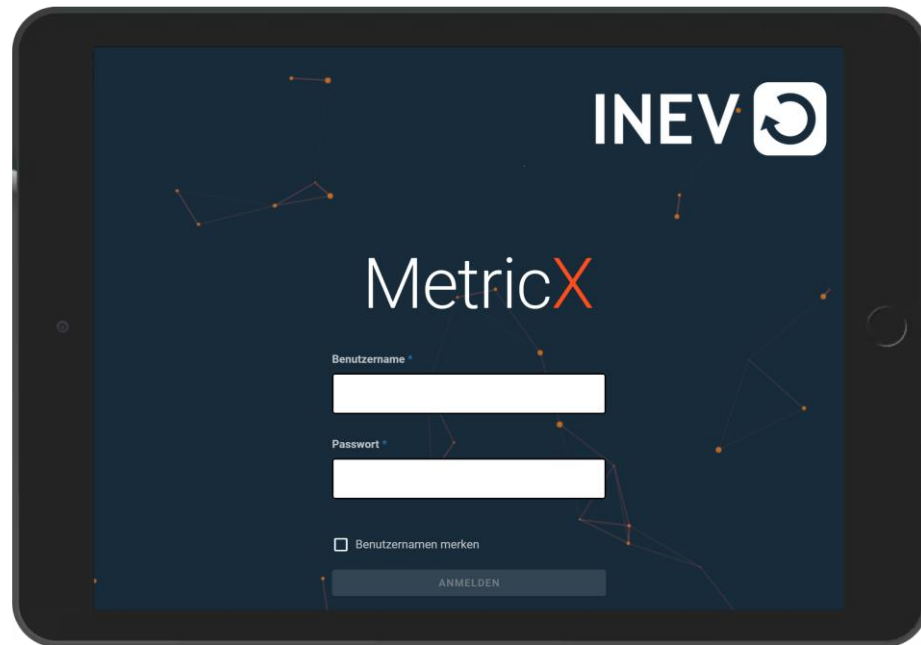 INEV
MetricX
Benutzername *
Passwort *
Benutzernamen merken
ANMELDEN